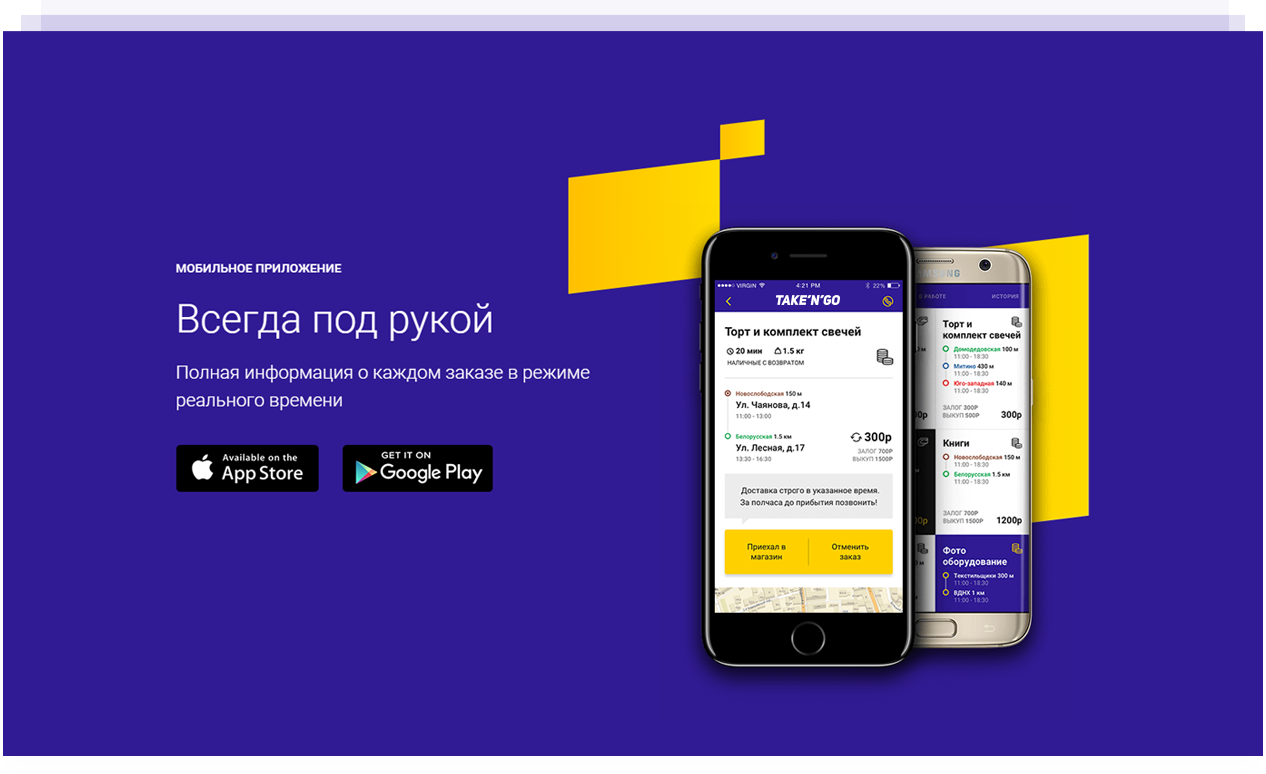 МОБИЛЬНОЕ ПРИЛОЖЕНИЕ
Всегда под рукой
Полная информация о каждом заказе в режиме
реального времени
Available on the
App Store
GET IT ON
Google Play
VIRGIN
4:21 PM
22%
TAKE'N'GO
Торт и комплект свечей
20 мин
1.5 кг
НАЛИЧНЫЕ С ВОЗВРАТОМ
Новослободская 150 м
Ул. Чаянова, д.14
11:00 - 13:00
Белорусская 1.5 км
Ул. Лесная, д.17
13:30 - 16:30
300р
ЗАЛОГ 700Р
ВЫКУП 1500Р
Доставка строго в указанное время.
За полчаса до прибытия позвонить!
Приехал в
магазин
Отменить
заказ
РАБОТЕ
ИСТОРИЯ
Торт и
комплект свечей
Домодедовская 100 м
11:00 - 18:30
Митино 430 м
11:00 - 18:30
Юго-западная 140 м
11:00 - 18:30
ЗАЛОГ 300Р
ВЫКУП 500Р
300р
Книги
Новослободская 150 м
11:00 - 18:30
Белорусская 1.5 км
11:00 - 18:30
ЗАЛОГ 700Р
ВЫКУП 1500Р
1200р
Фото
оборудование
Текстильщики 300 м
11:00 - 18:30
ВДНХ 1 км
11:00 - 18:30